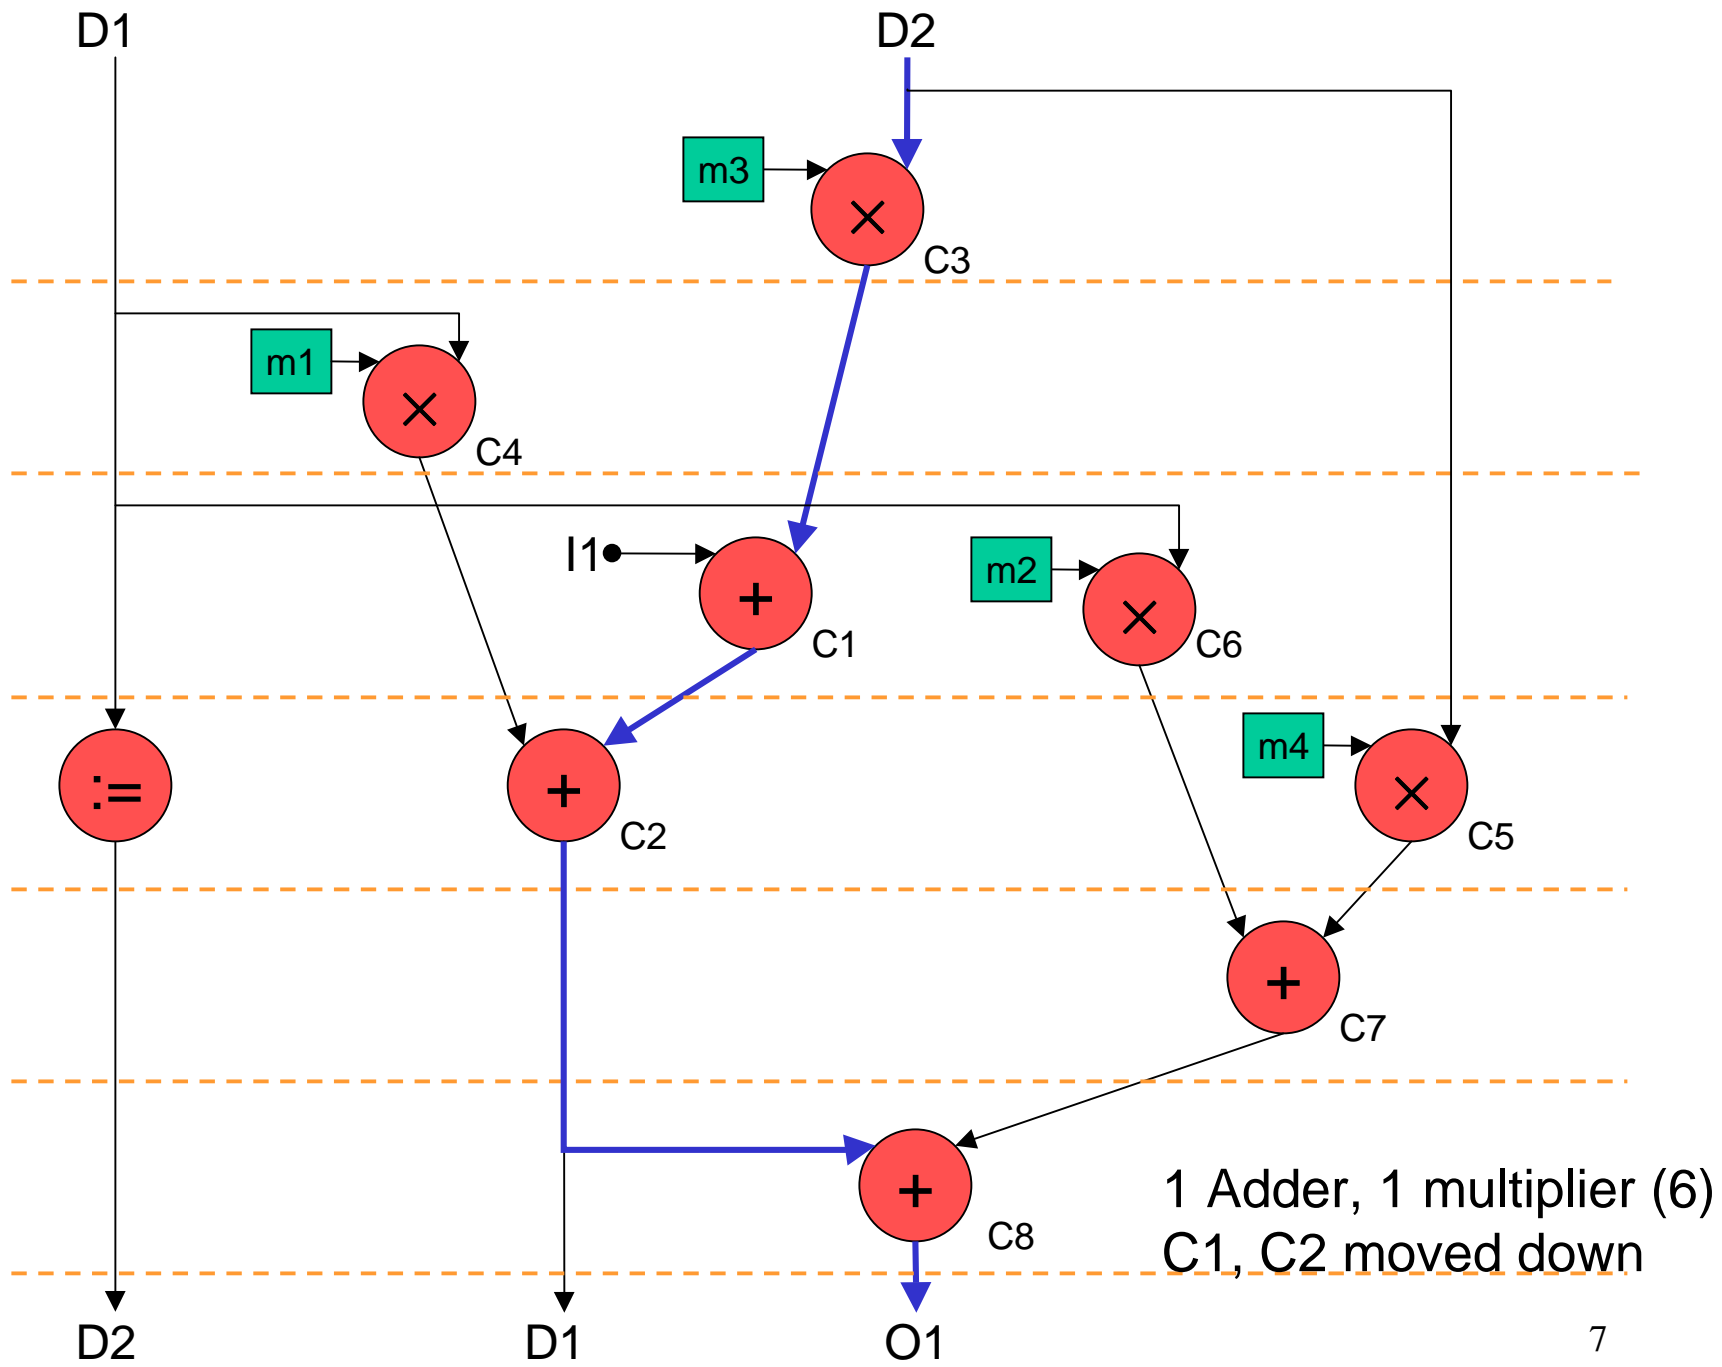 D1
D2
m3
×
C3
m1
×
C4
I1
+
C1
m2
×
C6
:=
+
C2
m4
×
C5
+
C7
+
C8
1 Adder, 1 multiplier (6)
C1, C2 moved down
D2
D1
O1
7